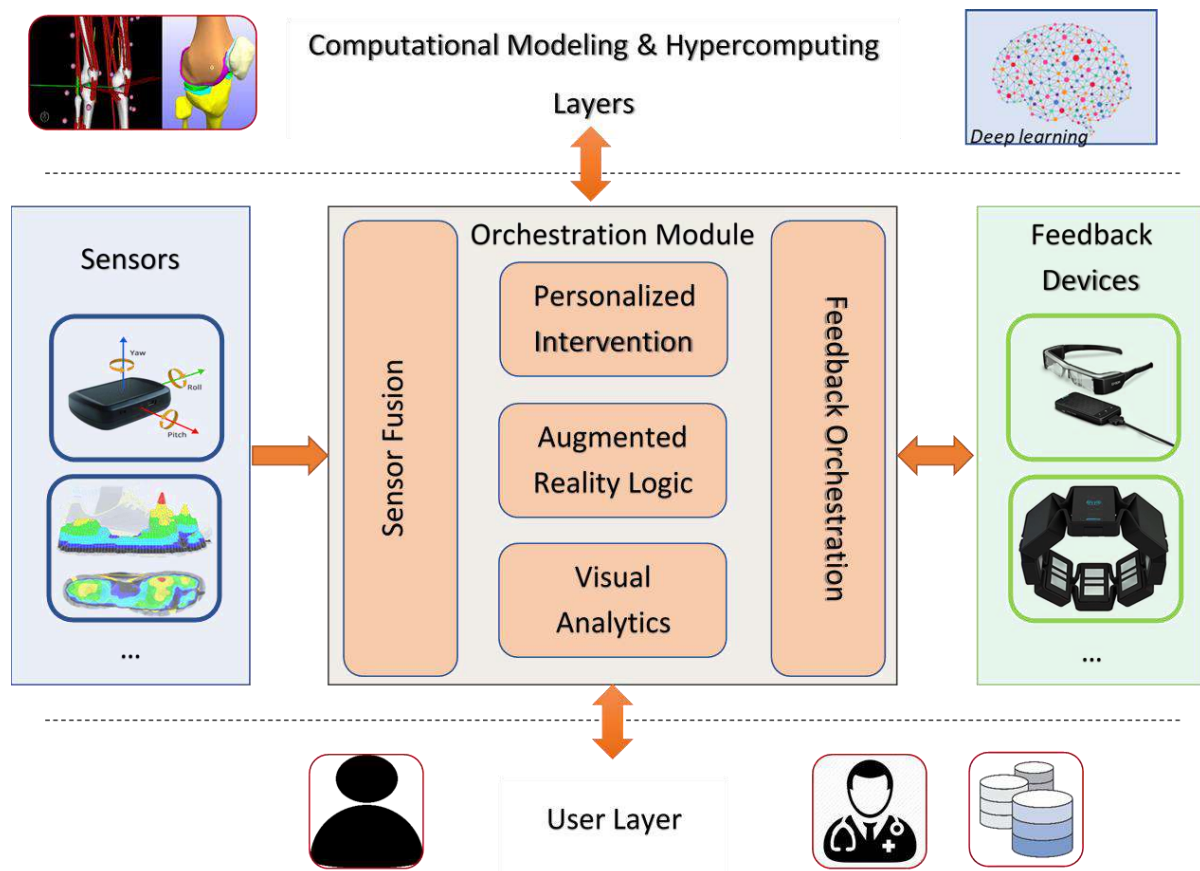 Computational Modeling & Hypercomputing
Layers
Deep learning
Sensors
Yaw
Roll
Pitch
...
Orchestration Module
Sensor Fusion
Personalized
Intervention
Augmented
Reality Logic
Visual
Analytics
Feedback Orchestration
Feedback
Devices
...
User Layer